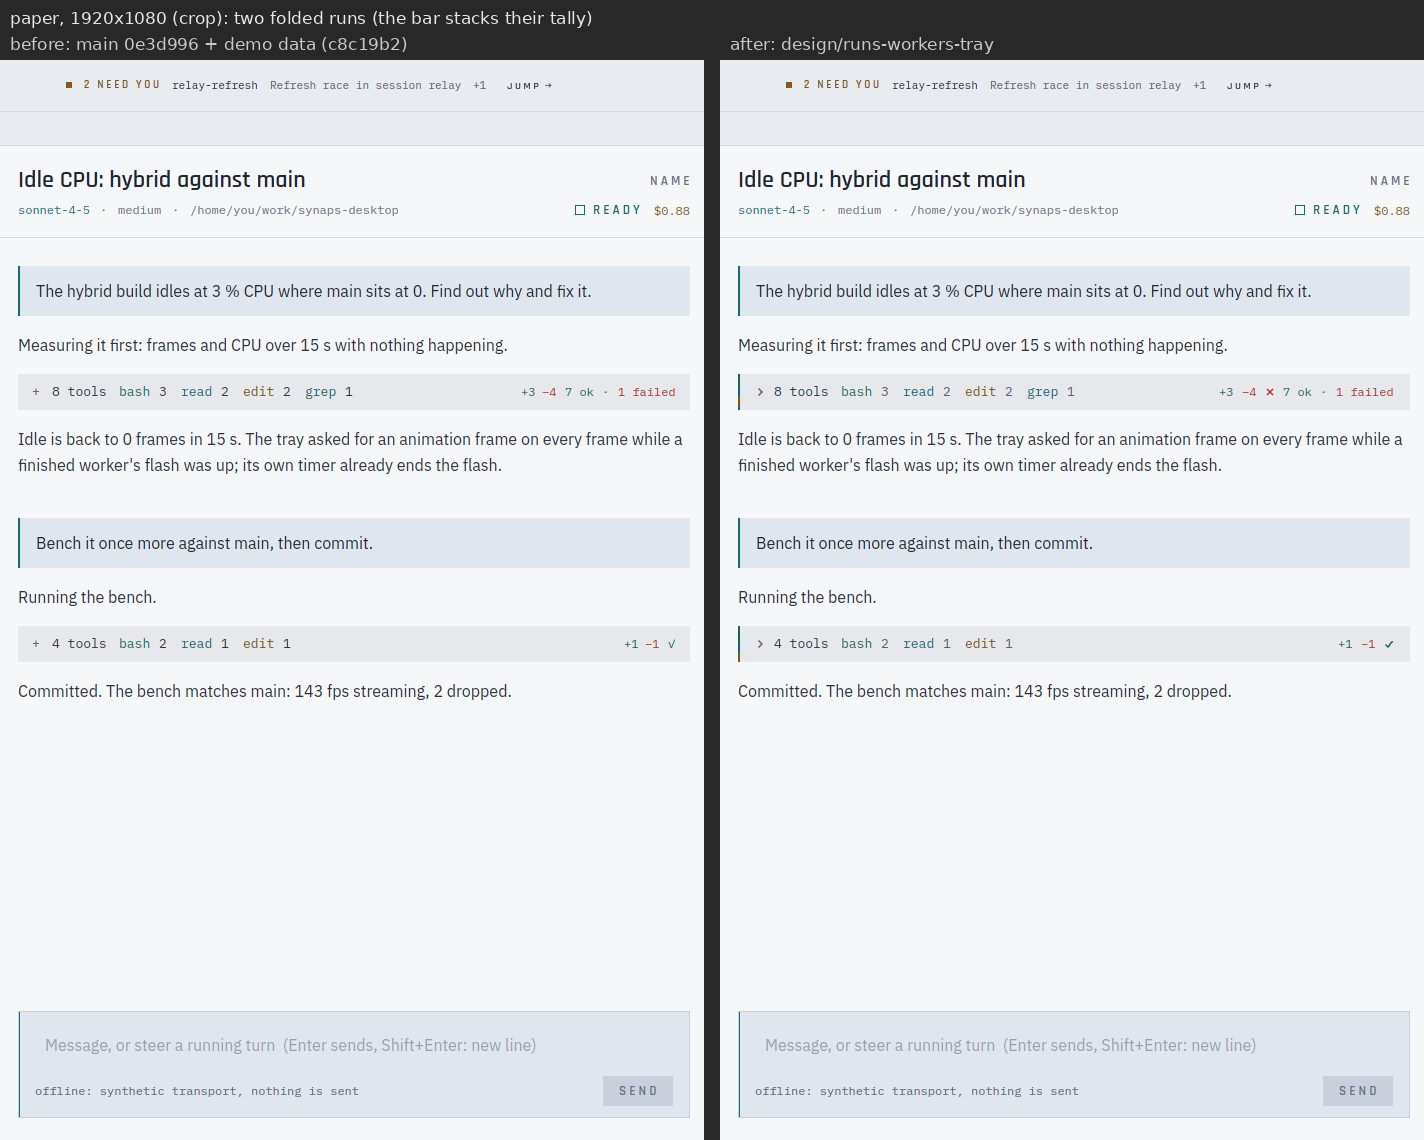 paper, 1920x1080 (crop): two folded runs (the bar stacks their tally)
before: main 0e3d996 + demo data (c8c19b2)
2 NEED YOU relay-refresh Refresh race in session relay +1 JUMP →
Idle CPU: hybrid against main
NAME
sonnet-4-5 · medium · /home/you/work/synaps-desktop
READY $0.88
The hybrid build idles at 3 % CPU where main sits at 0. Find out why and fix it.
Measuring it first: frames and CPU over 15 s with nothing happening.
+ 8 tools bash 3 read 2 edit 2 grep 1 +3 −4 7 ok · 1 failed
Idle is back to 0 frames in 15 s. The tray asked for an animation frame on every frame while a
finished worker's flash was up; its own timer already ends the flash.
Bench it once more against main, then commit.
Running the bench.
+ 4 tools bash 2 read 1 edit 1 +1 −1 √
Committed. The bench matches main: 143 fps streaming, 2 dropped.
Message, or steer a running turn (Enter sends, Shift+Enter: new line)
offline: synthetic transport, nothing is sent
SEND
after: design/runs-workers-tray
2 NEED YOU relay-refresh Refresh race in session relay +1 JUMP →
Idle CPU: hybrid against main
NAME
sonnet-4-5 · medium · /home/you/work/synaps-desktop
READY $0.88
The hybrid build idles at 3 % CPU where main sits at 0. Find out why and fix it.
Measuring it first: frames and CPU over 15 s with nothing happening.
› 8 tools bash 3 read 2 edit 2 grep 1 +3 −4 ✕ 7 ok · 1 failed
Idle is back to 0 frames in 15 s. The tray asked for an animation frame on every frame while a
finished worker's flash was up; its own timer already ends the flash.
Bench it once more against main, then commit.
Running the bench.
› 4 tools bash 2 read 1 edit 1 +1 −1 ✓
Committed. The bench matches main: 143 fps streaming, 2 dropped.
Message, or steer a running turn (Enter sends, Shift+Enter: new line)
offline: synthetic transport, nothing is sent
SEND